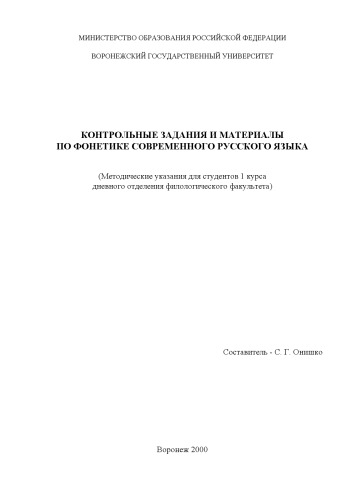 МИНИСТЕРСТВО ОБРАЗОВАНИЯ РОССИЙСКОЙ ФЕДЕРАЦИИ
ВОРОНЕЖСКИЙ ГОСУДАРСТВЕННЫЙ УНИВЕРСИТЕТ
КОНТРОЛЬНЫЕ ЗАДАНИЯ И МАТЕРИАЛЫ
ПО ФОНЕТИКЕ СОВРЕМЕННОГО РУССКОГО ЯЗЫКА
(Методические указания для студентов 1 курса
дневного отделения филологического факультета)
Составитель - С. Г. Онишко
Воронеж 2000